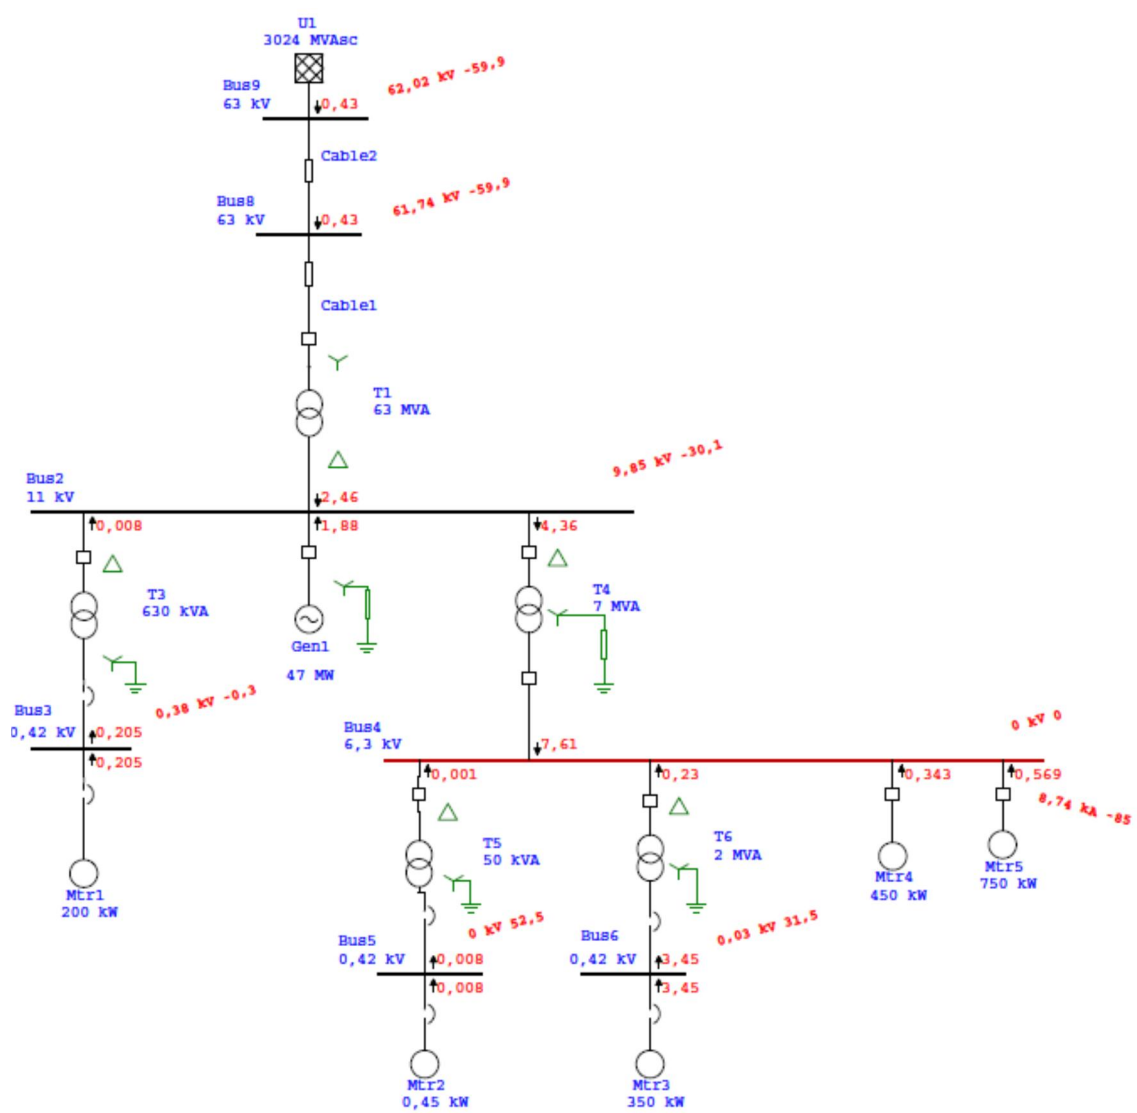 U1
3024 MVAsc
62,02 kV -59,9
Bus9
63 kV
0,43
Cable2
61,74 kV -59,9
Bus8
63 kV
0,43
Cable1
T1
63 MVA
9,85 kV -30,1
Bus2
11 kV
2,46
0,008
1,88
4,36
T3
630 kVA
T4
7 MVA
Gen1
47 MW
0,38 kV -0,3
Bus3
0,42 kV
0,205
0,205
Bus4
6,3 kV
7,61
0 kV 0
0,001
0,23
0,343
0,569
8,74 kA -85
T5
50 kVA
T6
2 MVA
Mtr1
200 kW
Mtr4
450 kW
Mtr5
750 kW
0 kV 52,5
0,03 kV 31,5
Bus5
0,42 kV
0,008
0,008
Bus6
0,42 kV
3,45
3,45
Mtr2
0,45 kW
Mtr3
350 kW